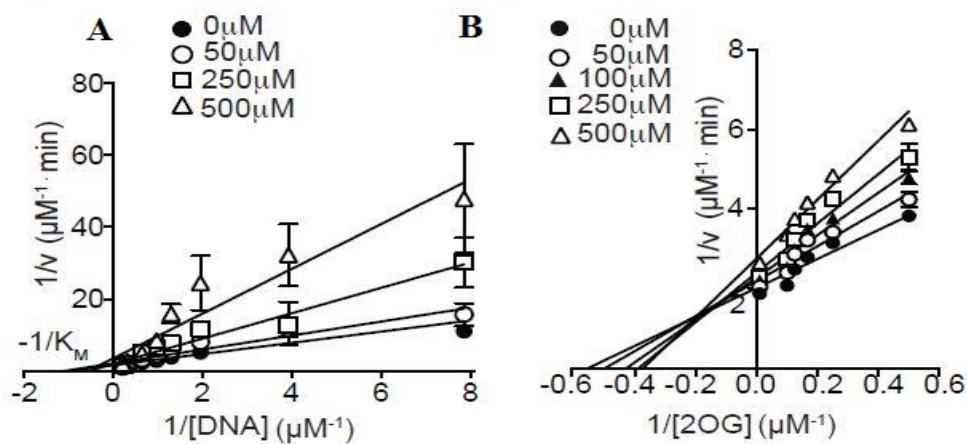 A
0µM
50µM
250µM
500µM
80
60
40
20
1/v (µM⁻¹· min)
-1/K_M
-2
0
2
4
6
8
1/[DNA] (µM⁻¹)
B
0µM
50µM
100µM
250µM
500µM
8
6
4
2
1/v (µM⁻¹· min)
-0.6
-0.4
-0.2
0.0
0.2
0.4
0.6
1/[2OG] (µM⁻¹)